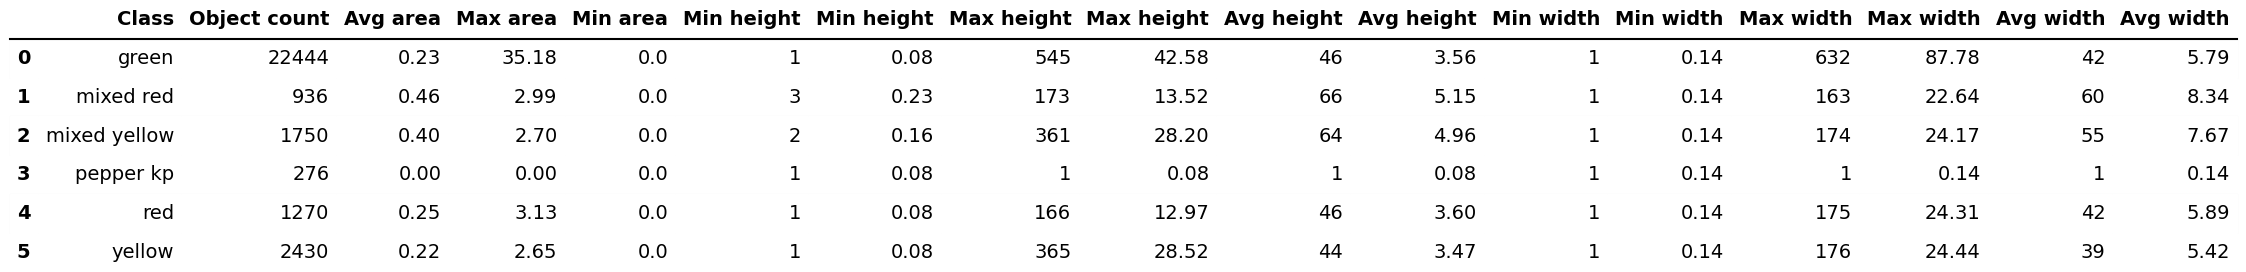 Class Object count Avg area Max area Min area Min height Min height Max height Max height Avg height Avg height Min width Min width Max width Max width Avg width Avg width
0 green 22444 0.23 35.18 0.0 1 0.08 545 42.58 46 3.56 1 0.14 632 87.78 42 5.79
1 mixed red 936 0.46 2.99 0.0 3 0.23 173 13.52 66 5.15 1 0.14 163 22.64 60 8.34
2 mixed yellow 1750 0.40 2.70 0.0 2 0.16 361 28.20 64 4.96 1 0.14 174 24.17 55 7.67
3 pepper kp 276 0.00 0.00 0.0 1 0.08 1 0.08 1 0.08 1 0.14 1 0.14 1 0.14
4 red 1270 0.25 3.13 0.0 1 0.08 166 12.97 46 3.60 1 0.14 175 24.31 42 5.89
5 yellow 2430 0.22 2.65 0.0 1 0.08 365 28.52 44 3.47 1 0.14 176 24.44 39 5.42